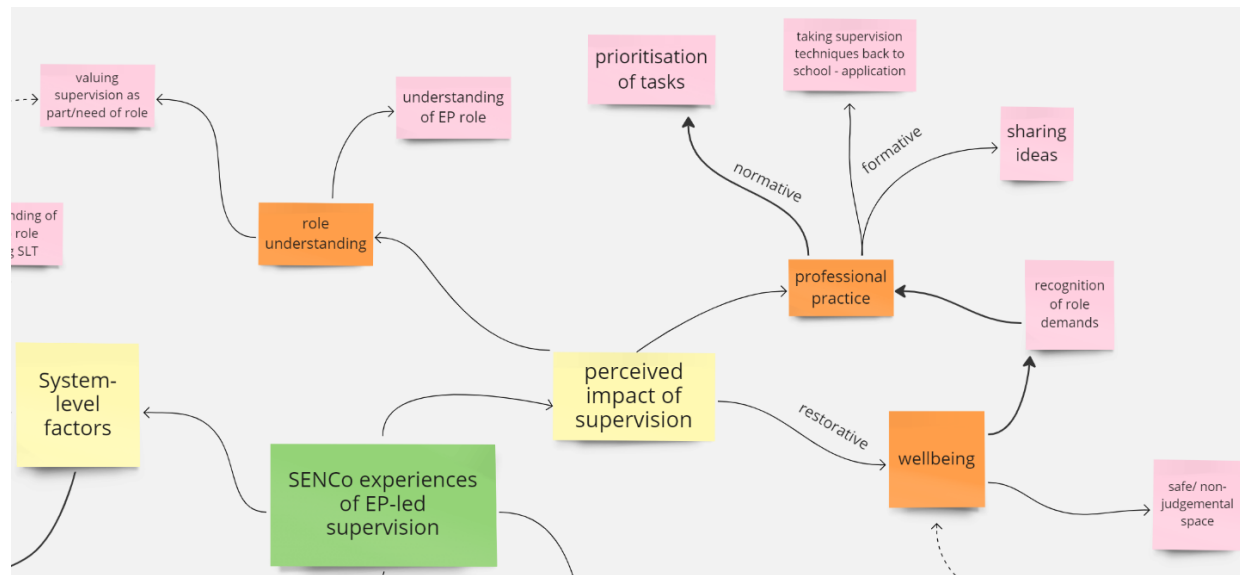 prioritisation
of tasks
taking supervision
techniques back to
school - application
valuing
supervision as
part/need of role
understanding
of EP role
sharing
ideas
normative
formative
nding of
role
SLT
role
understanding
professional
practice
recognition
of role
demands
System-
level
factors
perceived
impact of
supervision
restorative
wellbeing
SENCo experiences
of EP-led
supervision
safe/ non-
judgemental
space